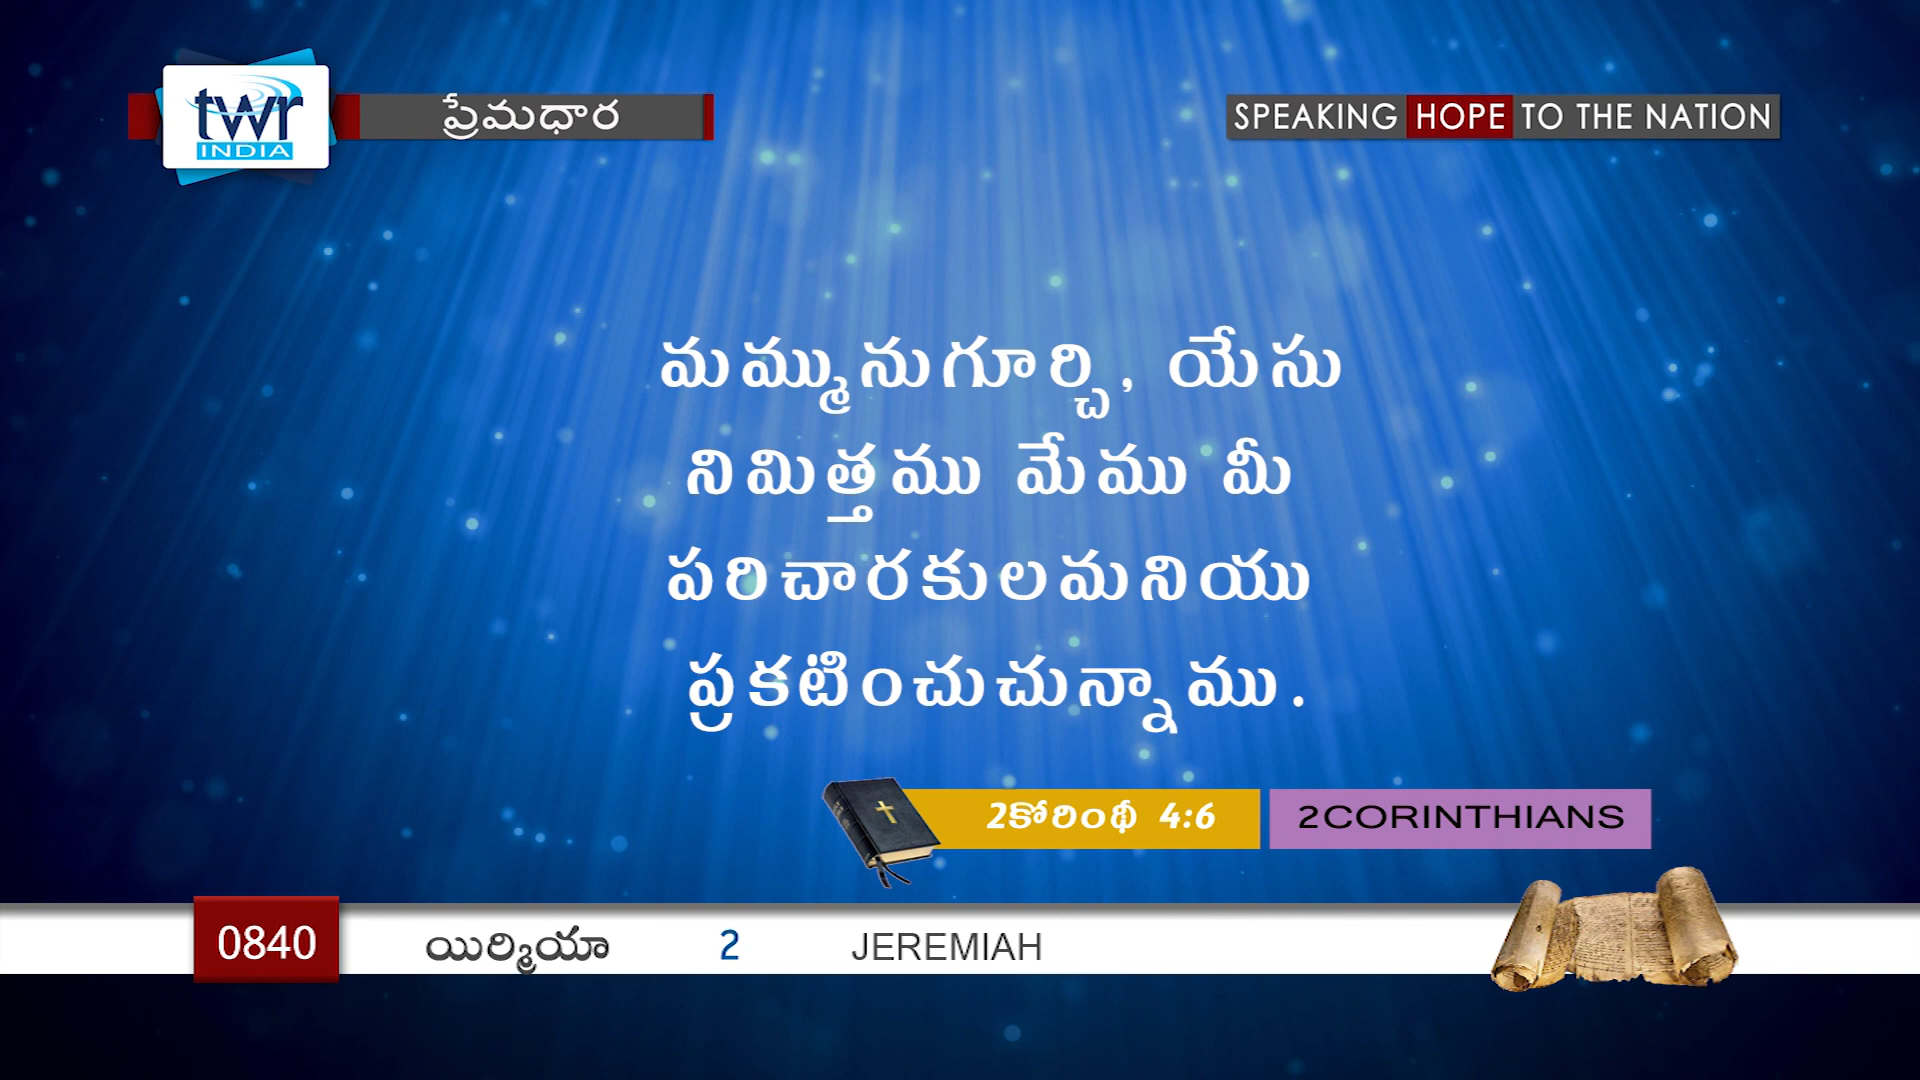 twr
INDIA
ప్రేమధార
SPEAKING HOPE TO THE NATION
మమ్మునుగూర్చి, యేసు
నిమిత్తము మేము మీ
పరిచారకులమనియు
ప్రకటించుచున్నాము.
2కోరింథీ 4:6
2CORINTHIANS
0840
యిర్మియా
2
JEREMIAH